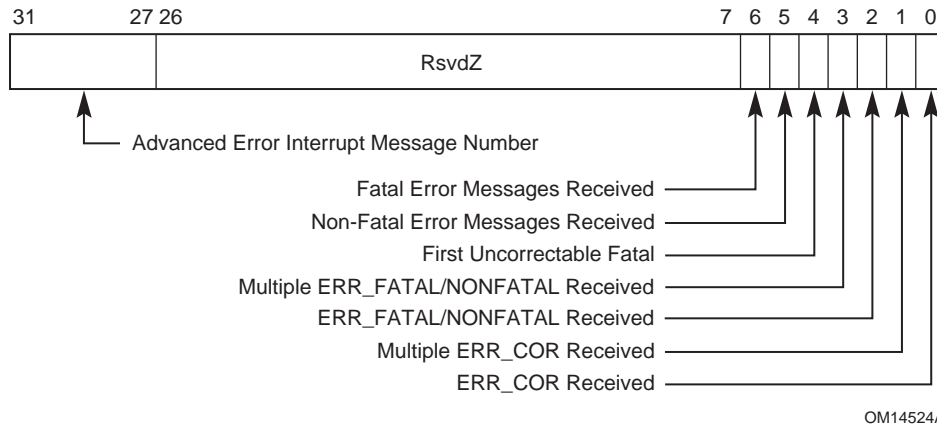 31 27 26 7 6 5 4 3 2 1 0
RsvdZ
Advanced Error Interrupt Message Number
Fatal Error Messages Received
Non-Fatal Error Messages Received
First Uncorrectable Fatal
Multiple ERR_FATAL/NONFATAL Received
ERR_FATAL/NONFATAL Received
Multiple ERR_COR Received
ERR_COR Received
OM14524A